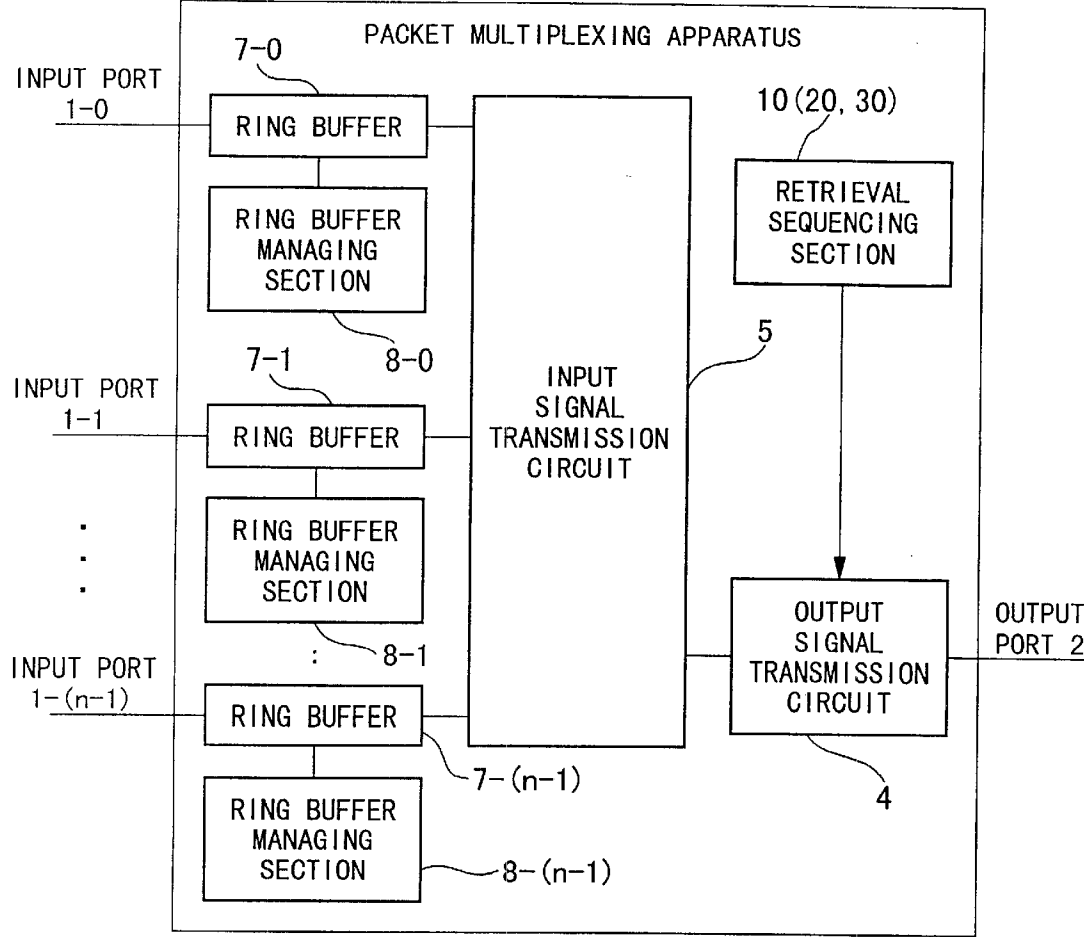 PACKET MULTIPLEXING APPARATUS
7-0
INPUT PORT
1-0
RING BUFFER
RING BUFFER
MANAGING
SECTION
8-0
10(20, 30)
RETRIEVAL
SEQUENCING
SECTION
7-1
INPUT PORT
1-1
RING BUFFER
RING BUFFER
MANAGING
SECTION
8-1
INPUT
SIGNAL
TRANSMISSION
CIRCUIT
5
INPUT PORT
1-(n-1)
RING BUFFER
7-(n-1)
RING BUFFER
MANAGING
SECTION
8-(n-1)
OUTPUT
SIGNAL
TRANSMISSION
CIRCUIT
4
OUTPUT
PORT 2